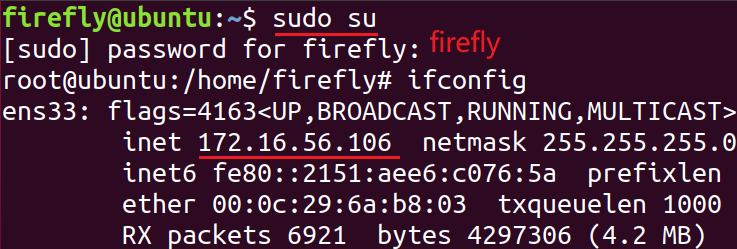 firefly@ubuntu:~$ sudo su
[sudo] password for firefly: firefly
root@ubuntu:/home/firefly# ifconfig
ens33: flags=4163<UP,BROADCAST,RUNNING,MULTICAST>
inet 172.16.56.106 netmask 255.255.255.0
inet6 fe80::2151:aee6:c076:5a prefixlen
ether 00:0c:29:6a:b8:03 txqueuelen 1000
RX packets 6921 bytes 4297306 (4.2 MB)